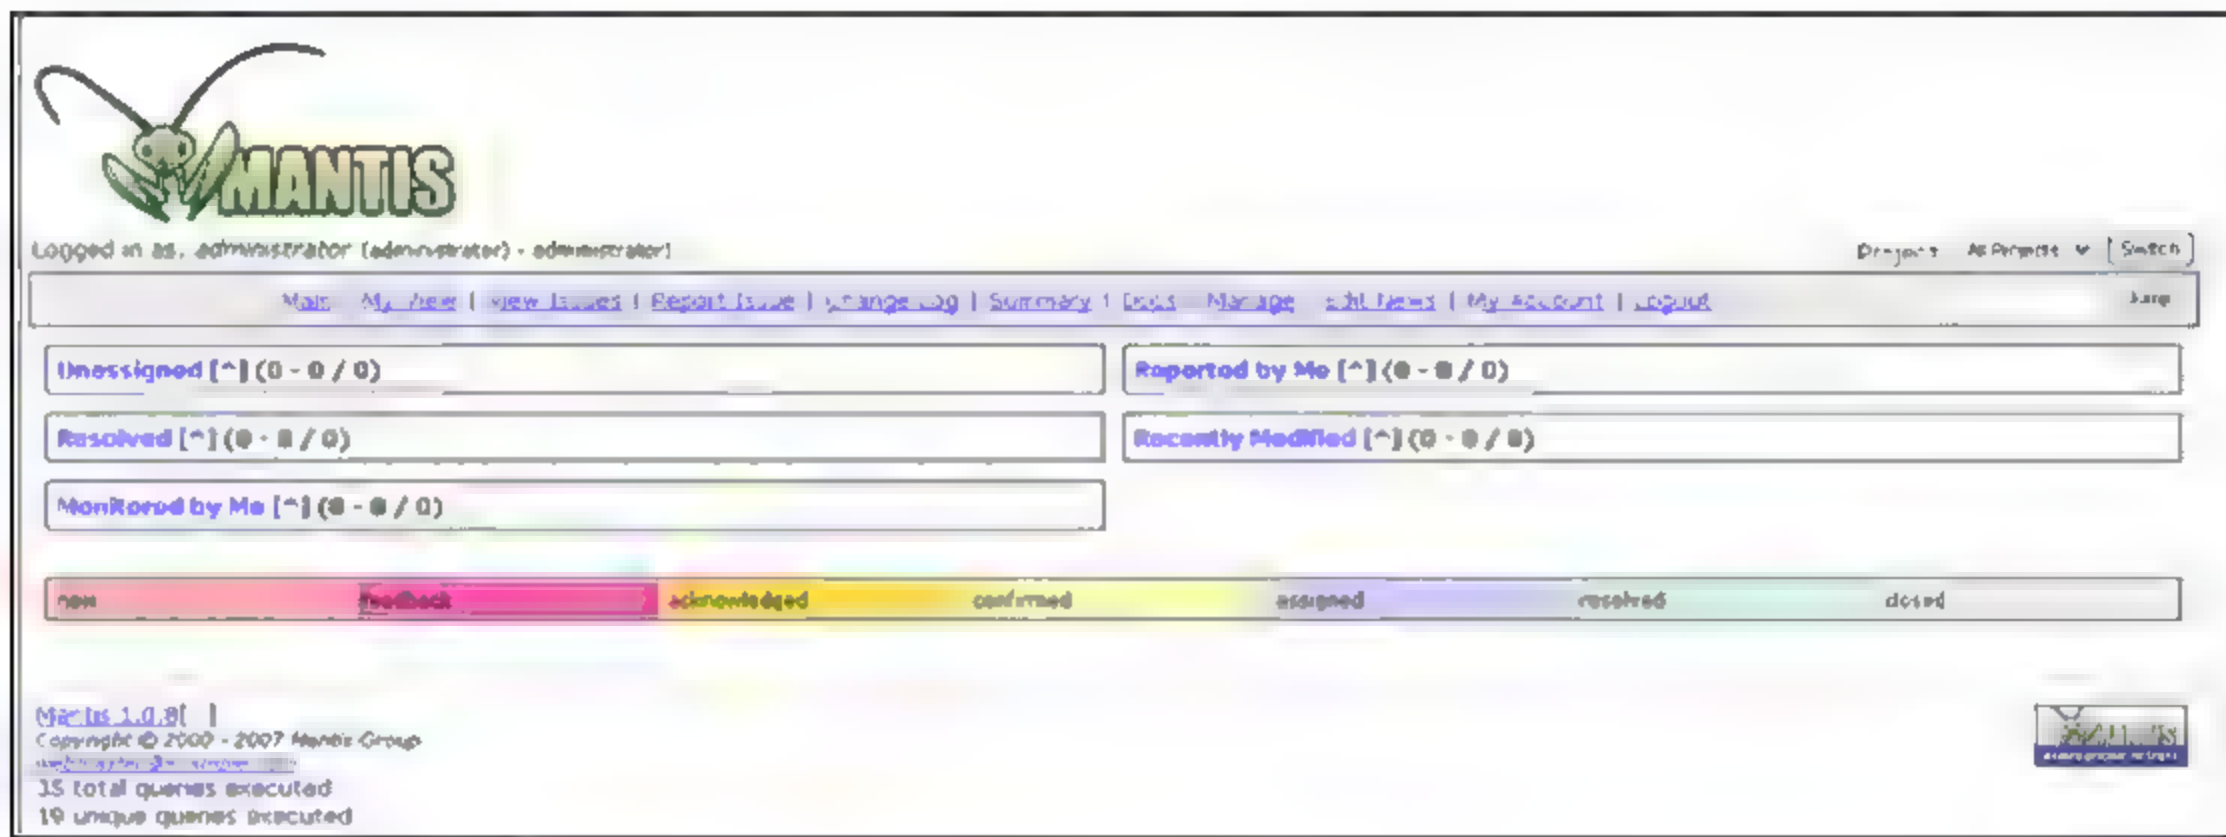 MANTIS
Logged in as: administrator (administrator) - administrator)
Project: All Projects Switch
Main | My View | View Issues | Report Issue | Change Log | Summary | Docs | Manage | Edit News | My Account | Logout
Jump
Unassigned [^] (0 - 0 / 0)
Reported by Me [^] (0 - 0 / 0)
Resolved [^] (0 - 0 / 0)
Recently Modified [^] (0 - 0 / 0)
Monitored by Me [^] (0 - 0 / 0)
new feedback acknowledged confirmed assigned resolved closed
Mantis 1.0.8[ ]
Copyright © 2000 - 2007 Mantis Group
35 total queries executed
19 unique queries executed